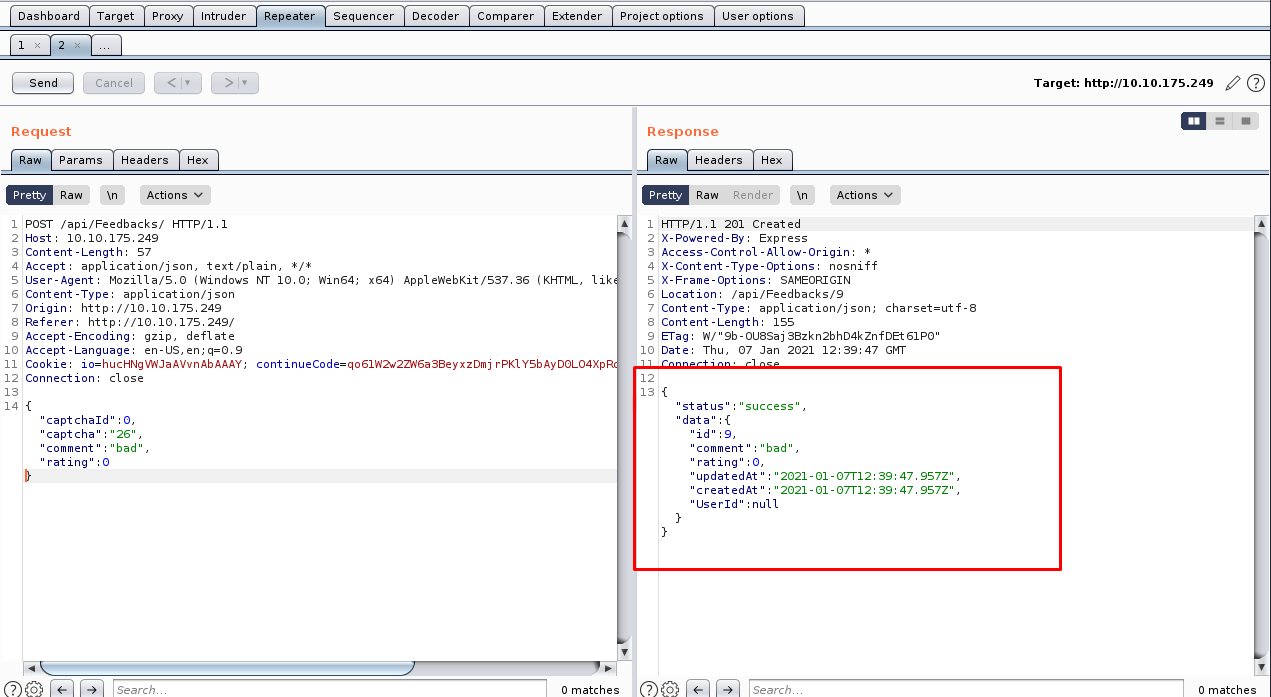 Dashboard Target Proxy Intruder Repeater Sequencer Decoder Comparer Extender Project options User options
1 × 2 × ...
Send Cancel < ▾ > ▾ Target: http://10.10.175.249 ?
Request
Raw Params Headers Hex
Pretty Raw \n Actions
1 POST /api/Feedbacks/ HTTP/1.1
2 Host: 10.10.175.249
3 Content-Length: 57
4 Accept: application/json, text/plain, */*
5 User-Agent: Mozilla/5.0 (Windows NT 10.0; Win64; x64) AppleWebKit/537.36 (KHTML, like
6 Content-Type: application/json
7 Origin: http://10.10.175.249
8 Referer: http://10.10.175.249/
9 Accept-Encoding: gzip, deflate
10 Accept-Language: en-US,en;q=0.9
11 Cookie: io=hucHNgVWJaAVvnAbAAAY; continueCode=
12 Connection: close
13
14 {
"captchaId":0,
"captcha":"26",
"comment":"bad",
"rating":0
}
? Search... 0 matches
Response
Raw Headers Hex
Pretty Raw Render \n Actions
1 HTTP/1.1 201 Created
2 X-Powered-By: Express
3 Access-Control-Allow-Origin: *
4 X-Content-Type-Options: nosniff
5 X-Frame-Options: SAMEORIGIN
6 Location: /api/Feedbacks/9
7 Content-Type: application/json; charset=utf-8
8 Content-Length: 155
9 ETag:
10 Date: Thu, 07 Jan 2021 12:39:47 GMT
11 Connection: close
12
13 {
"status":"success",
"data":{
"id":9,
"comment":"bad",
"rating":0,
"updatedAt":"2021-01-07T12:39:47.957Z",
"createdAt":"2021-01-07T12:39:47.957Z",
"UserId":null
}
}
? Search... 0 matches